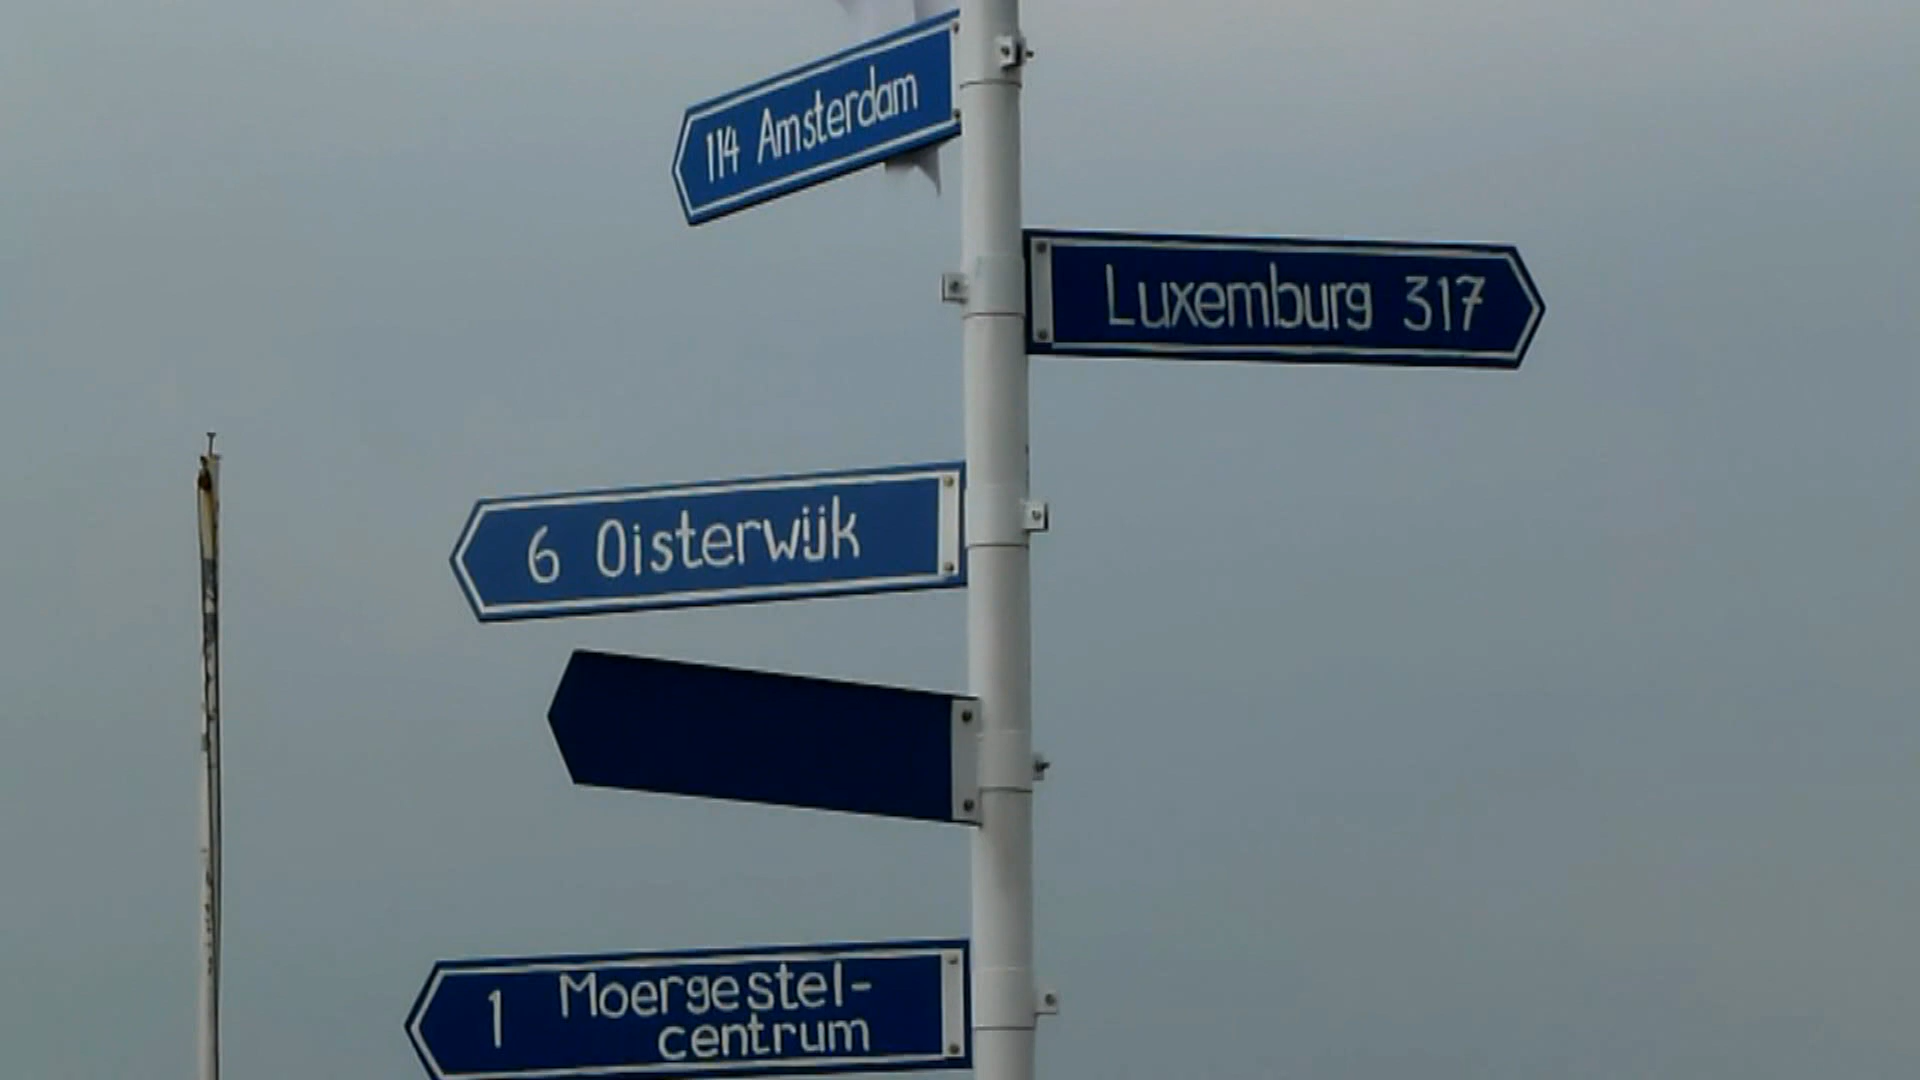 114 Amsterdam
Luxemburg 317
6 Oisterwijk
1 Moergestel-
centrum